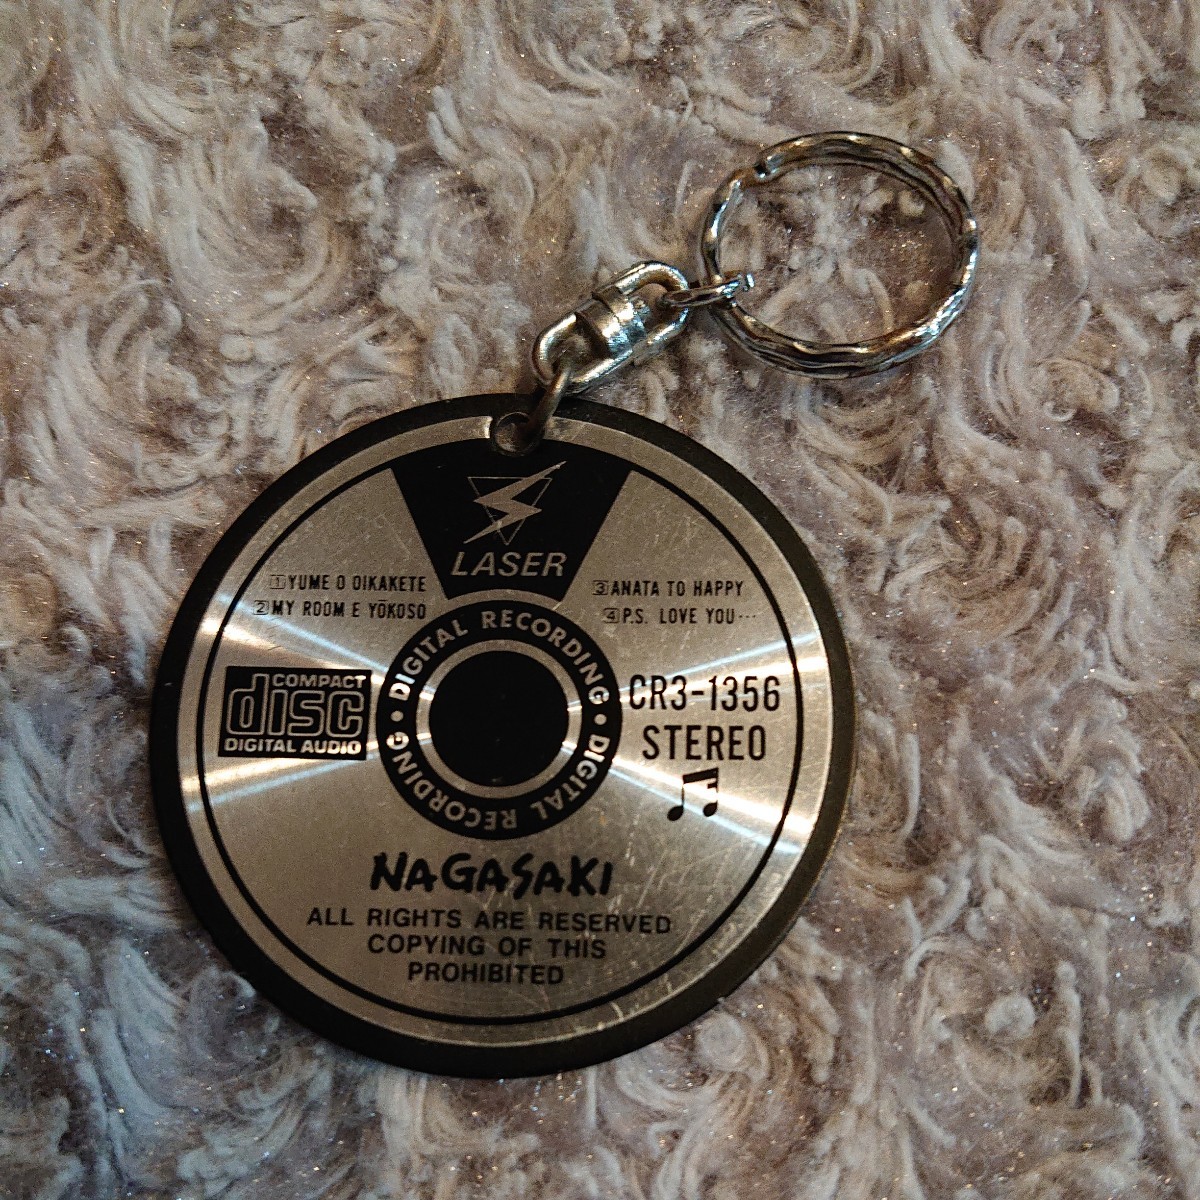 LASER
1 YUME O OIKAKETE
2 MY ROOM E YŌKOSO
3 ANATA TO HAPPY
4 P.S. LOVE YOU…
DIGITAL RECORDING • DIGITAL RECORDING •
COMPACT
disc
DIGITAL AUDIO
CR3-1356
STEREO
NAGASAKI
ALL RIGHTS ARE RESERVED
COPYING OF THIS
PROHIBITED